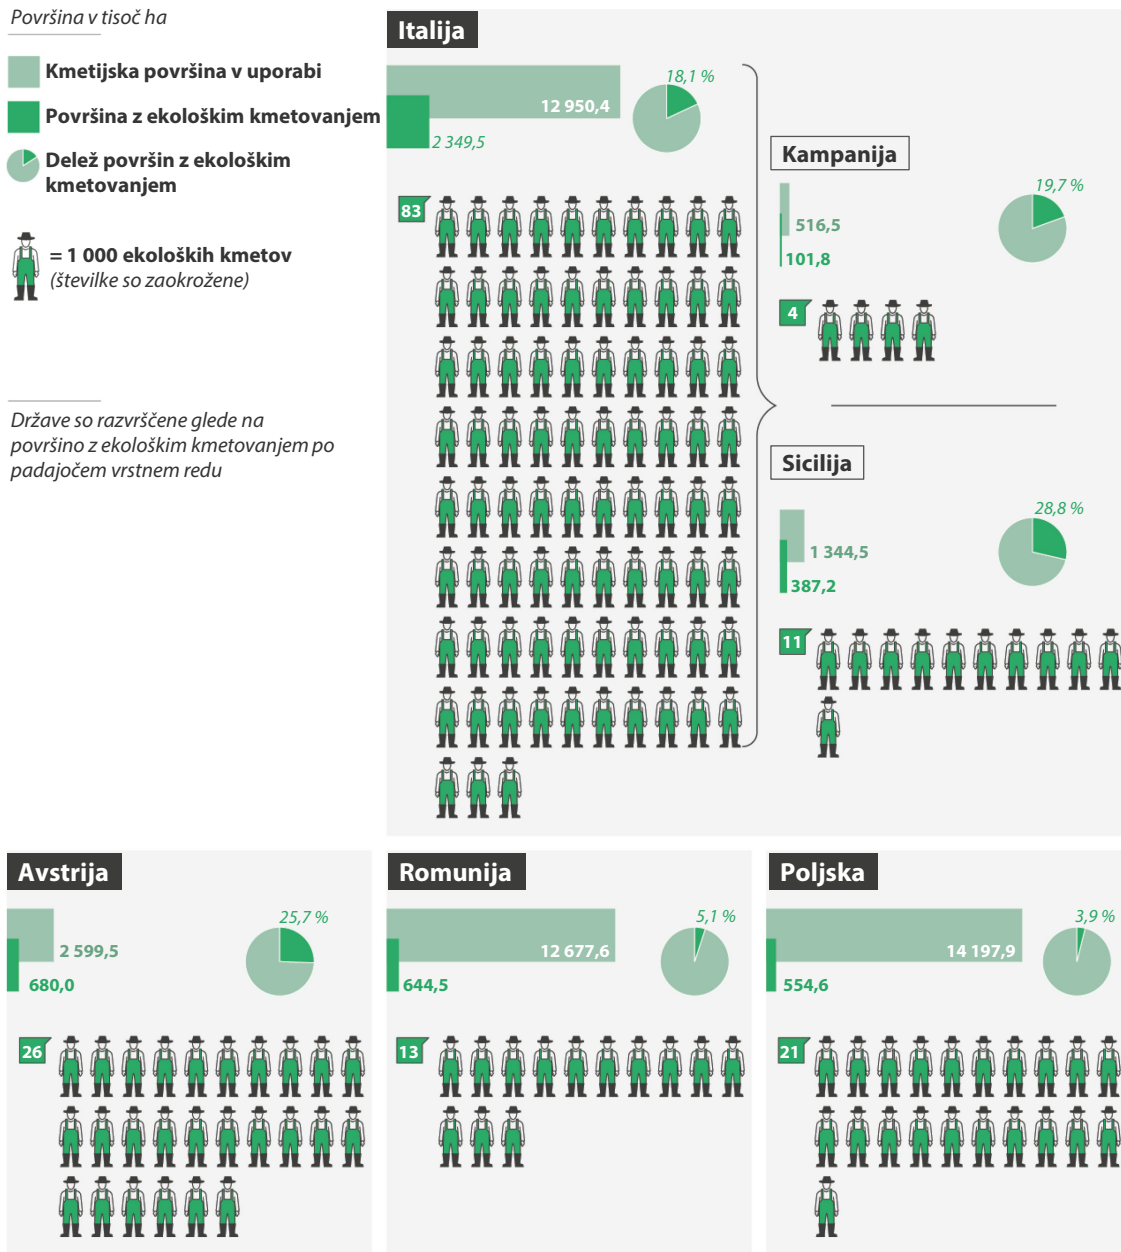 Površina v tisoč ha
Kmetijska površina v uporabi
Površina z ekološkim kmetovanjem
Delež površin z ekološkim
kmetovanjem
= 1 000 ekoloških kmetov
(številke so zaokrožene)
Države so razvrščene glede na
površino z ekološkim kmetovanjem po
padajočem vrstnem redu
Italija
12 950,4
2 349,5
18,1 %
83
Kampanija
516,5
101,8
19,7 %
4
Sicilija
1 344,5
387,2
28,8 %
11
Avstrija
2 599,5
680,0
25,7 %
26
Romunija
12 677,6
644,5
5,1 %
13
Poljska
14 197,9
554,6
3,9 %
21